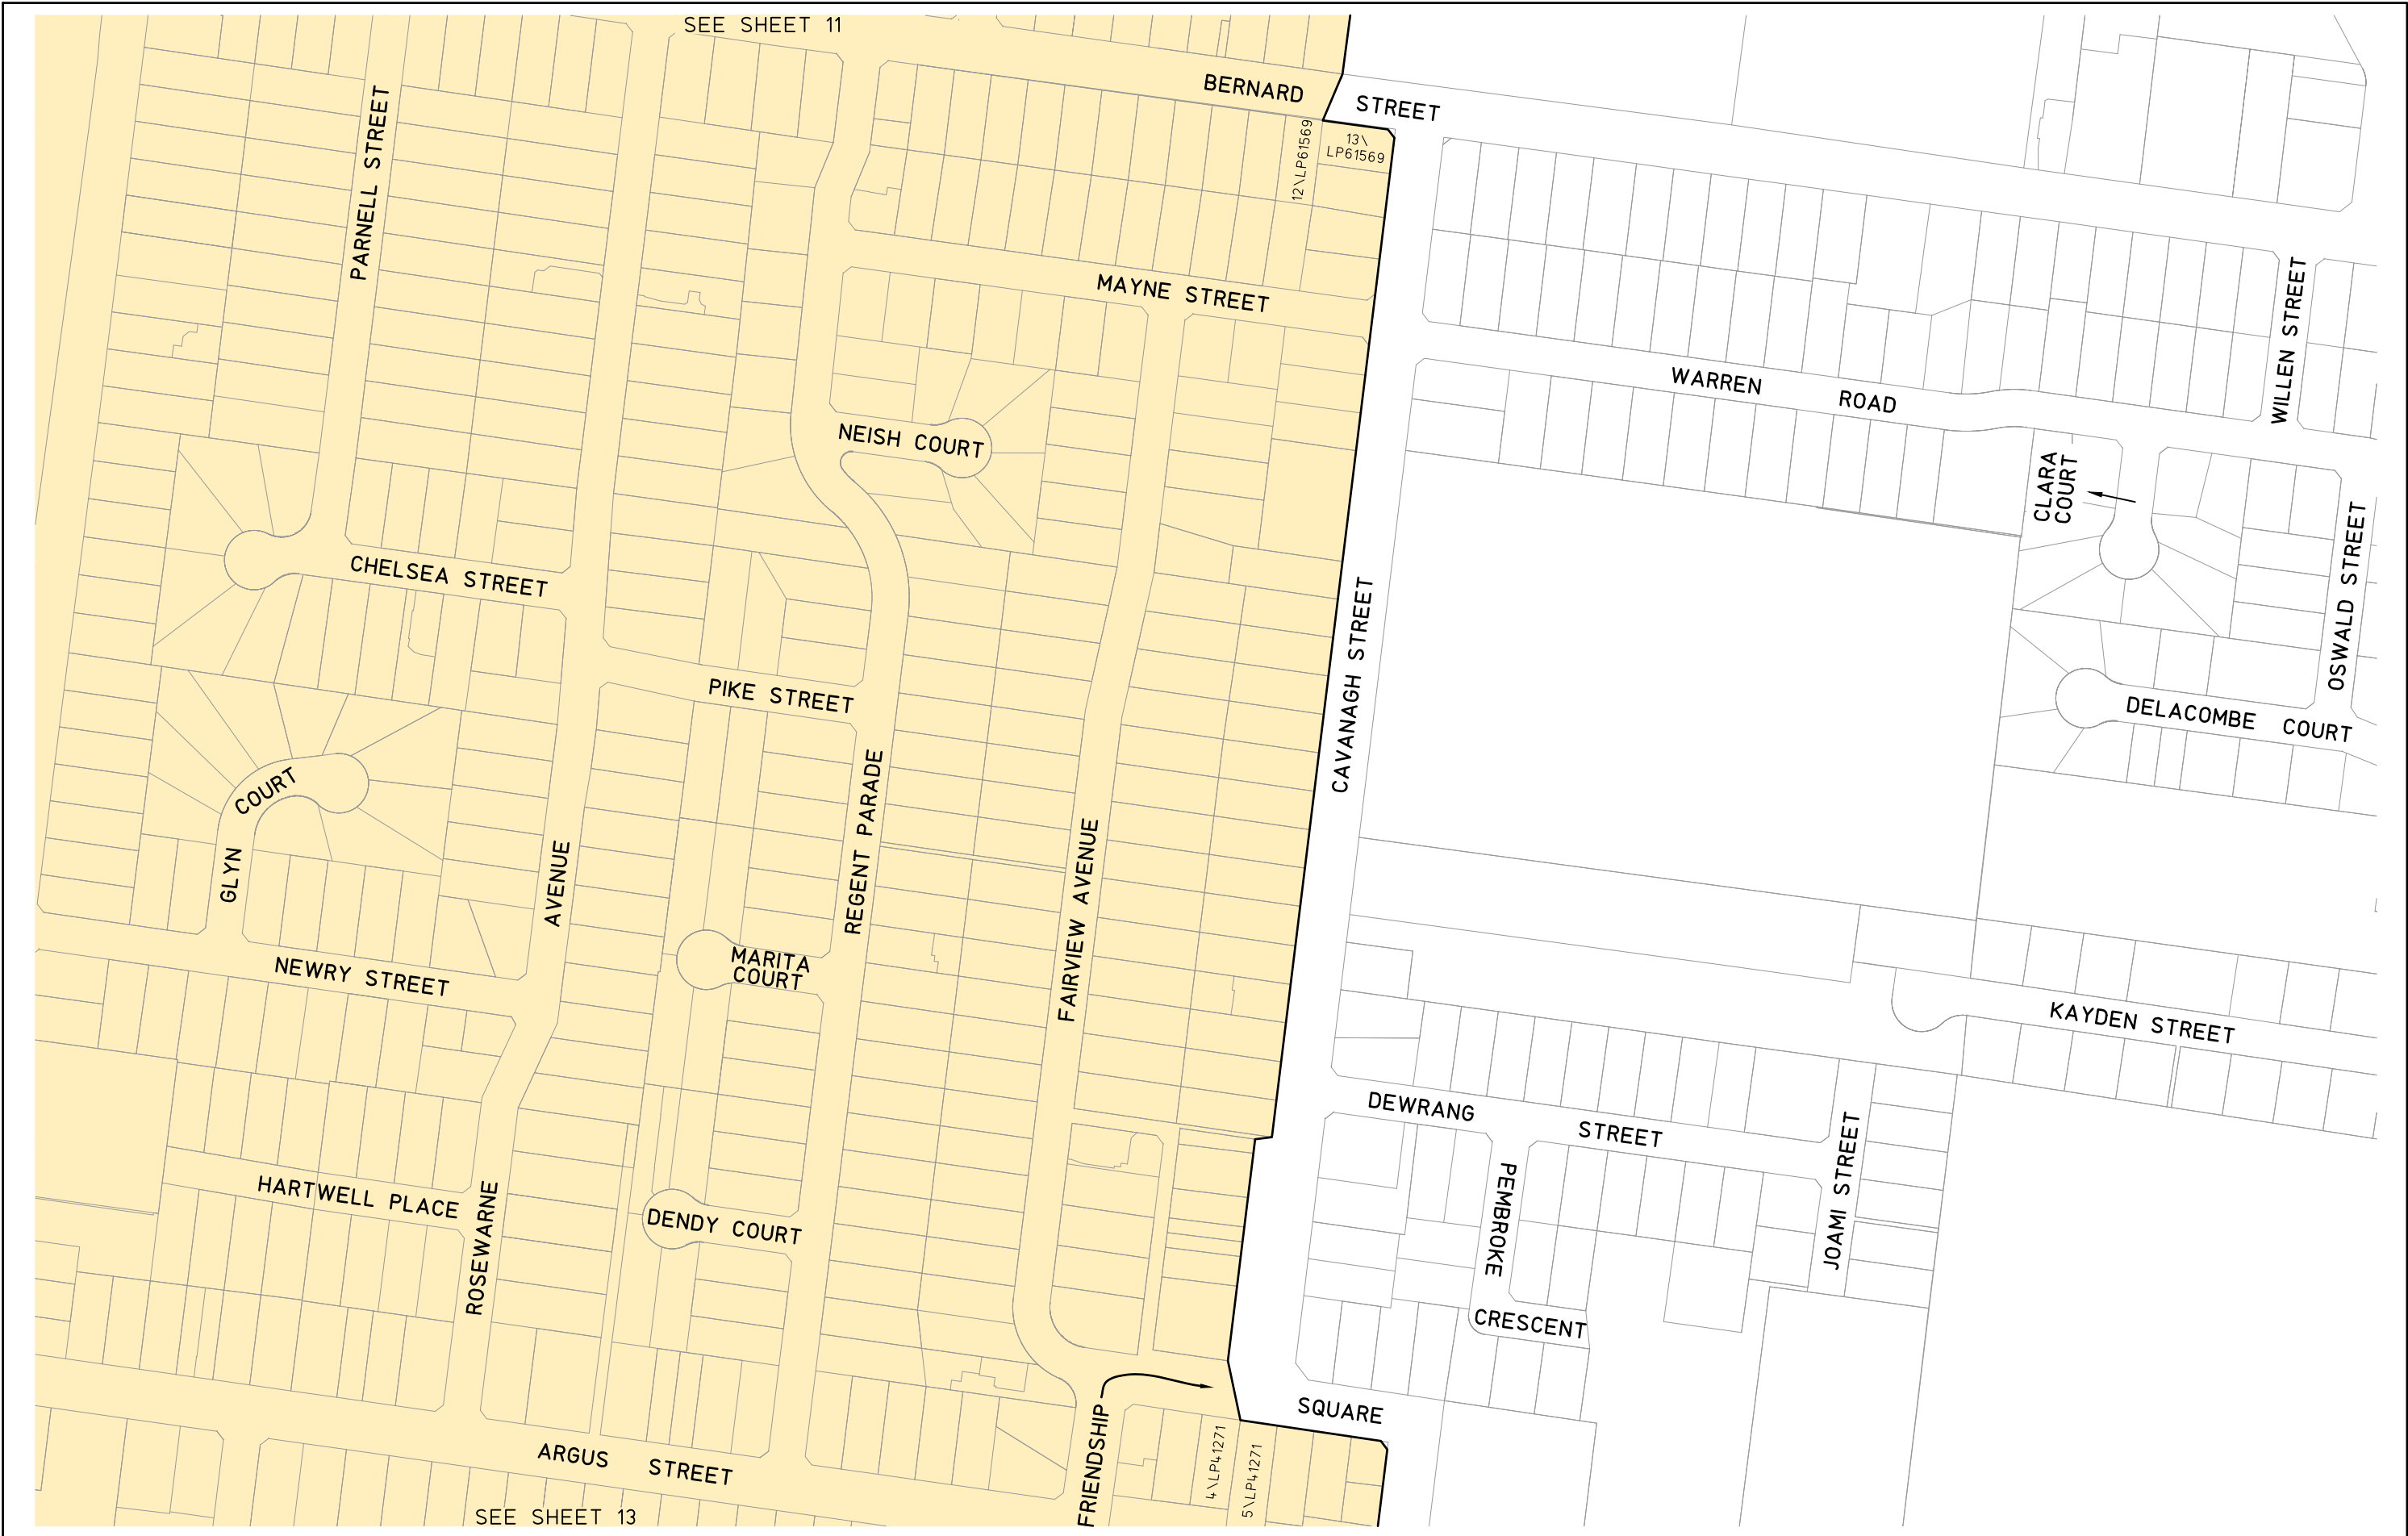 SEE SHEET 11
BERNARD STREET
PARNELL STREET
12\LP61569
13\
LP61569
MAYNE STREET
WILLEN STREET
WARREN ROAD
NEISH COURT
CLARA
COURT
OSWALD STREET
CHELSEA STREET
CAVANAGH STREET
PIKE STREET
DELACOMBE COURT
GLYN COURT
REGENT PARADE
FAIRVIEW AVENUE
ROSEWARNE AVENUE
MARITA
COURT
NEWRY STREET
KAYDEN STREET
DEWRANG STREET
JOAMI STREET
PEMBROKE
CRESCENT
HARTWELL PLACE
DENDY COURT
FRIENDSHIP SQUARE
4\LP41271
5\LP41271
ARGUS STREET
SEE SHEET 13